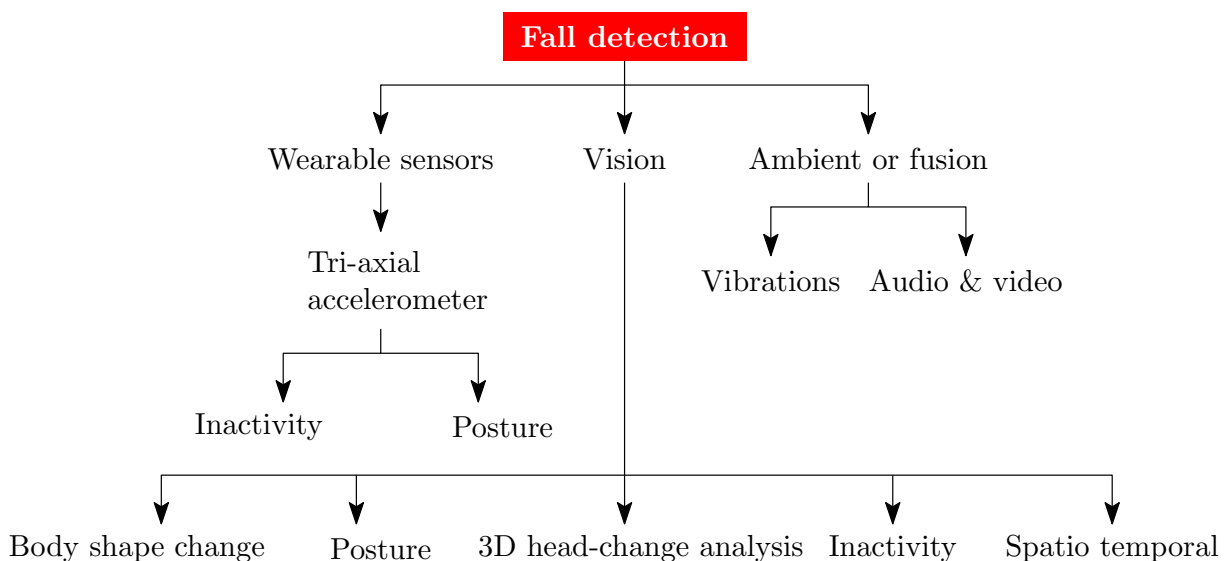 Fall detection
Wearable sensors
Vision
Ambient or fusion
Tri-axial
accelerometer
Vibrations
Audio & video
Inactivity
Posture
Body shape change
Posture
3D head-change analysis
Inactivity
Spatio temporal